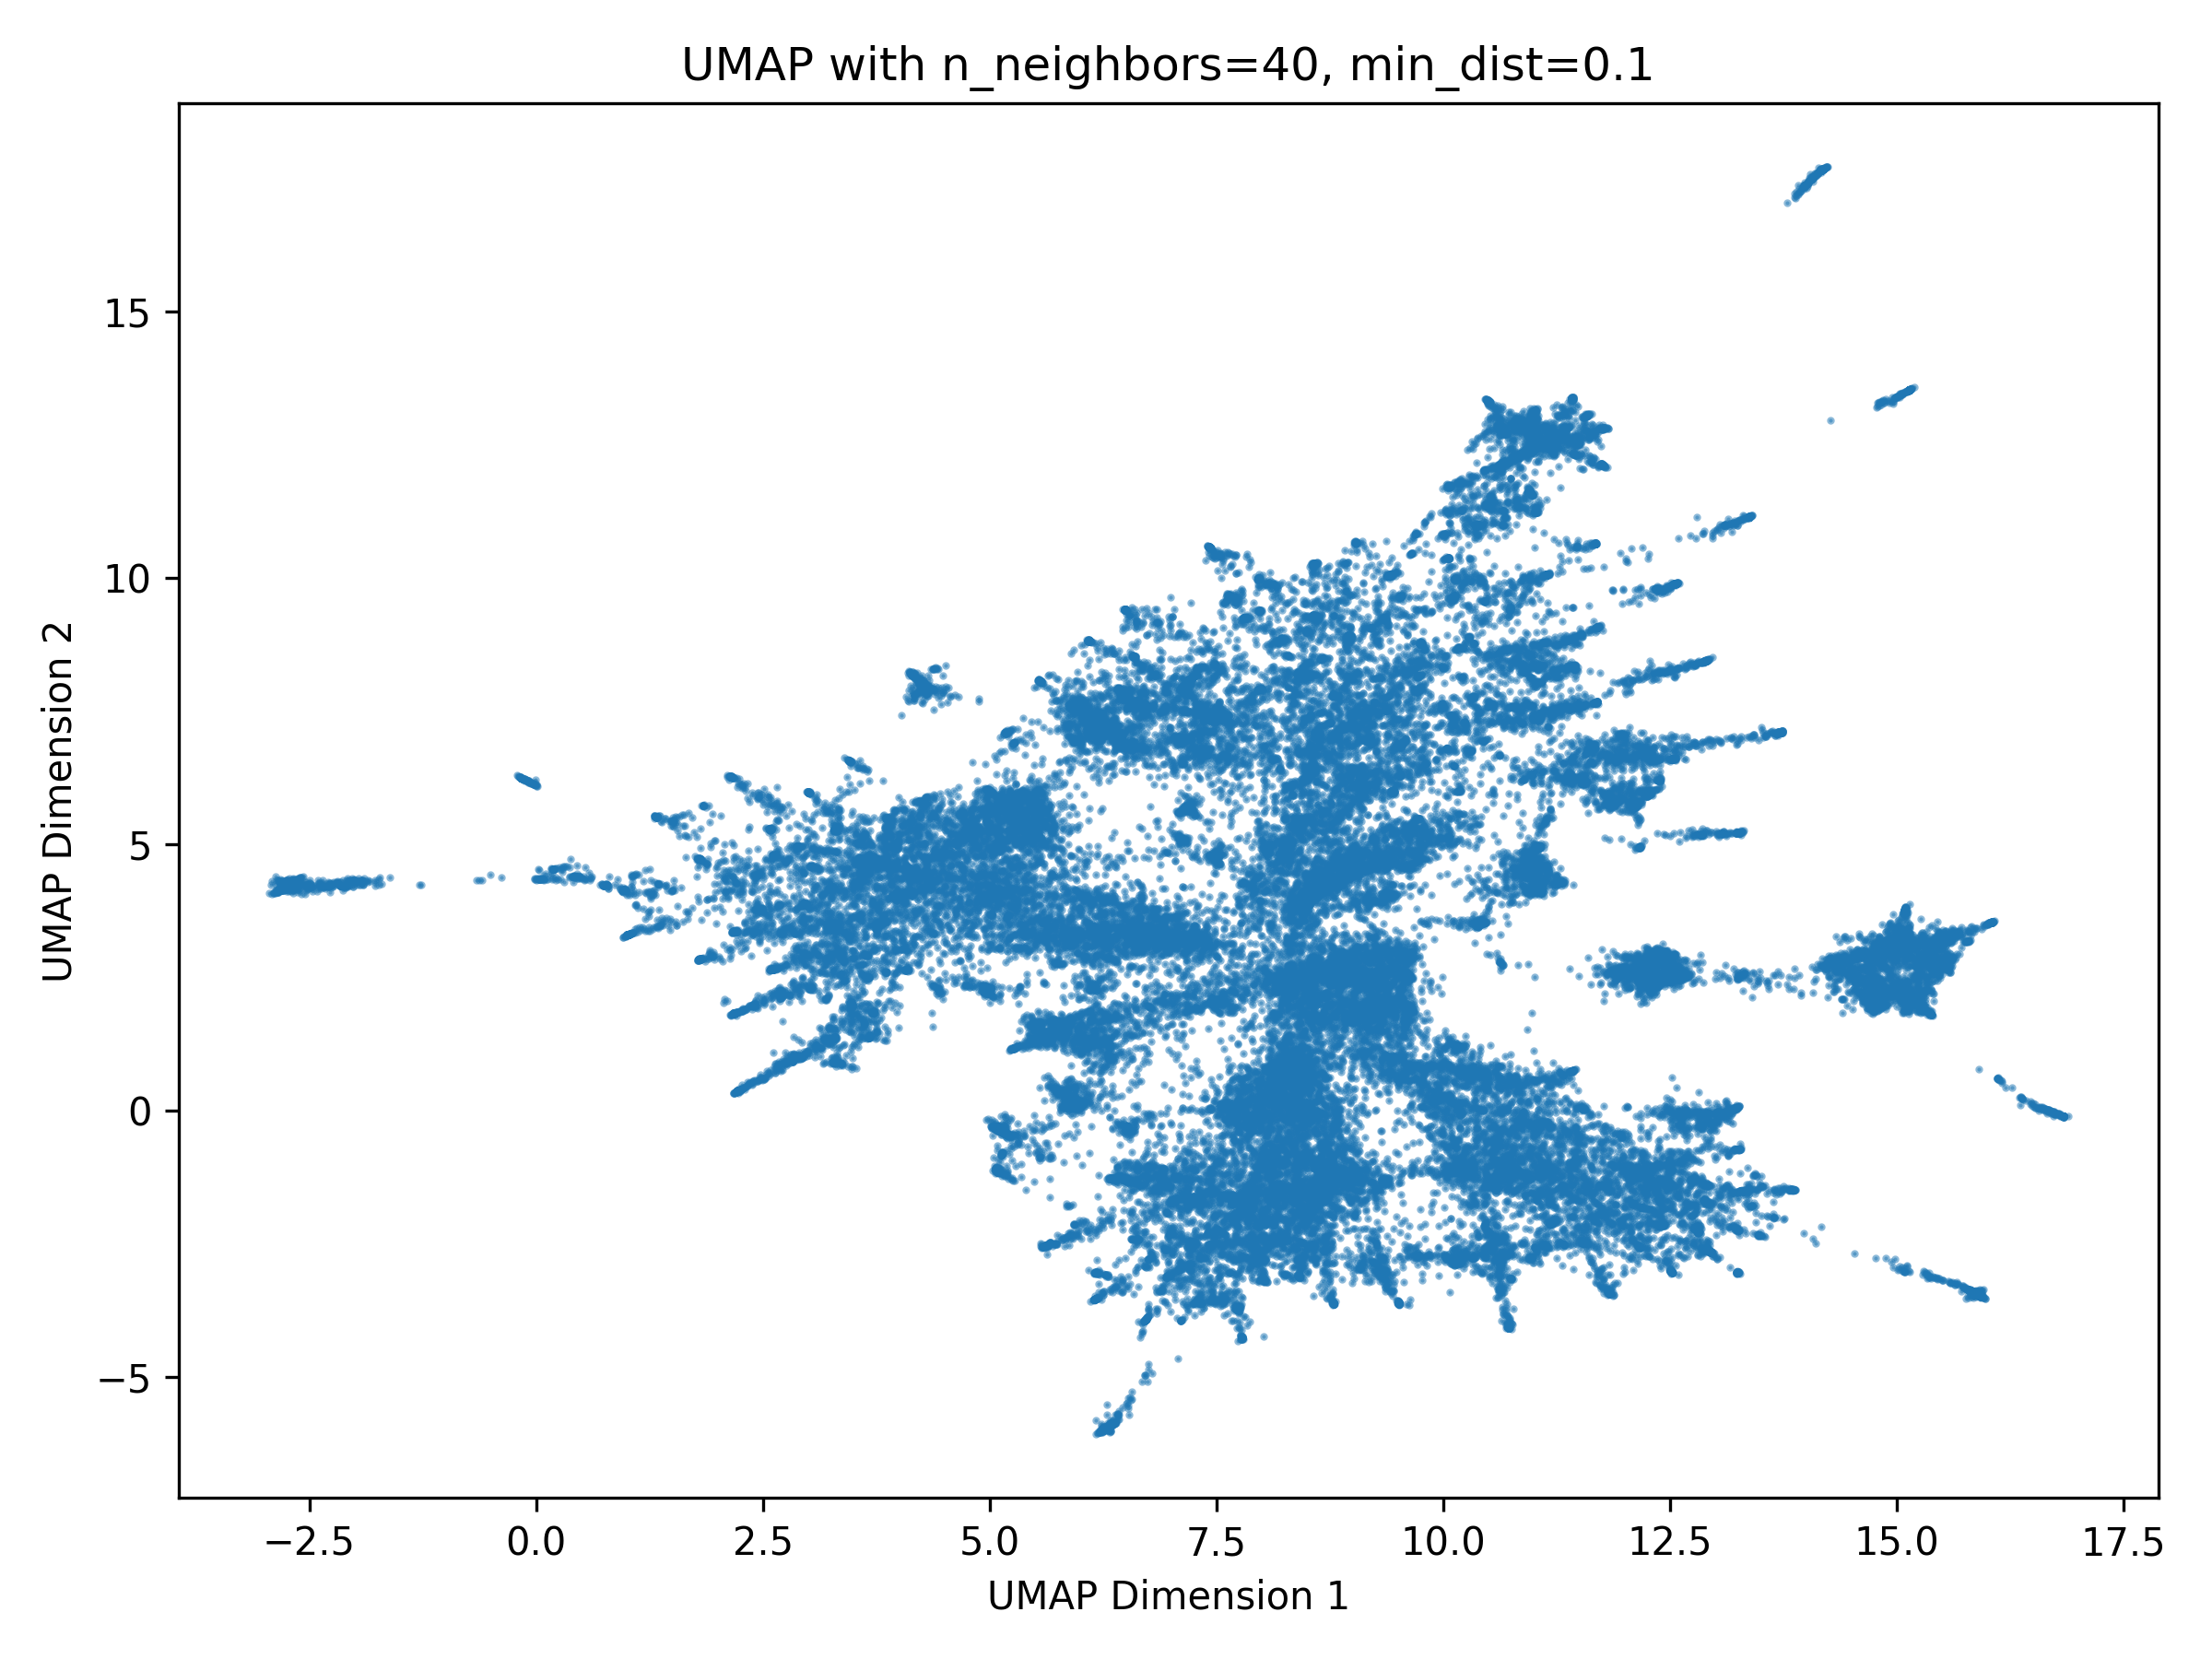 UMAP with n_neighbors=40, min_dist=0.1
UMAP Dimension 2
15
10
5
0
−5
−2.5 0.0 2.5 5.0 7.5 10.0 12.5 15.0 17.5
UMAP Dimension 1